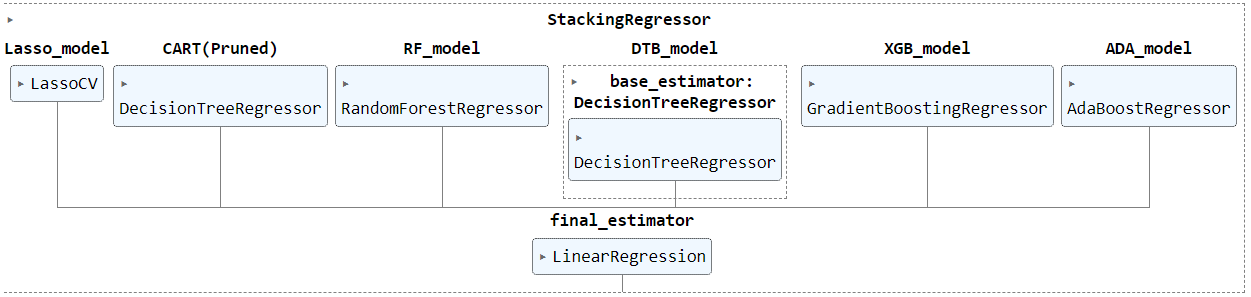 StackingRegressor
Lasso_model CART(Pruned) RF_model DTB_model XGB_model ADA_model
LassoCV
DecisionTreeRegressor
RandomForestRegressor
base_estimator:
DecisionTreeRegressor
DecisionTreeRegressor
GradientBoostingRegressor
AdaBoostRegressor
final_estimator
LinearRegression